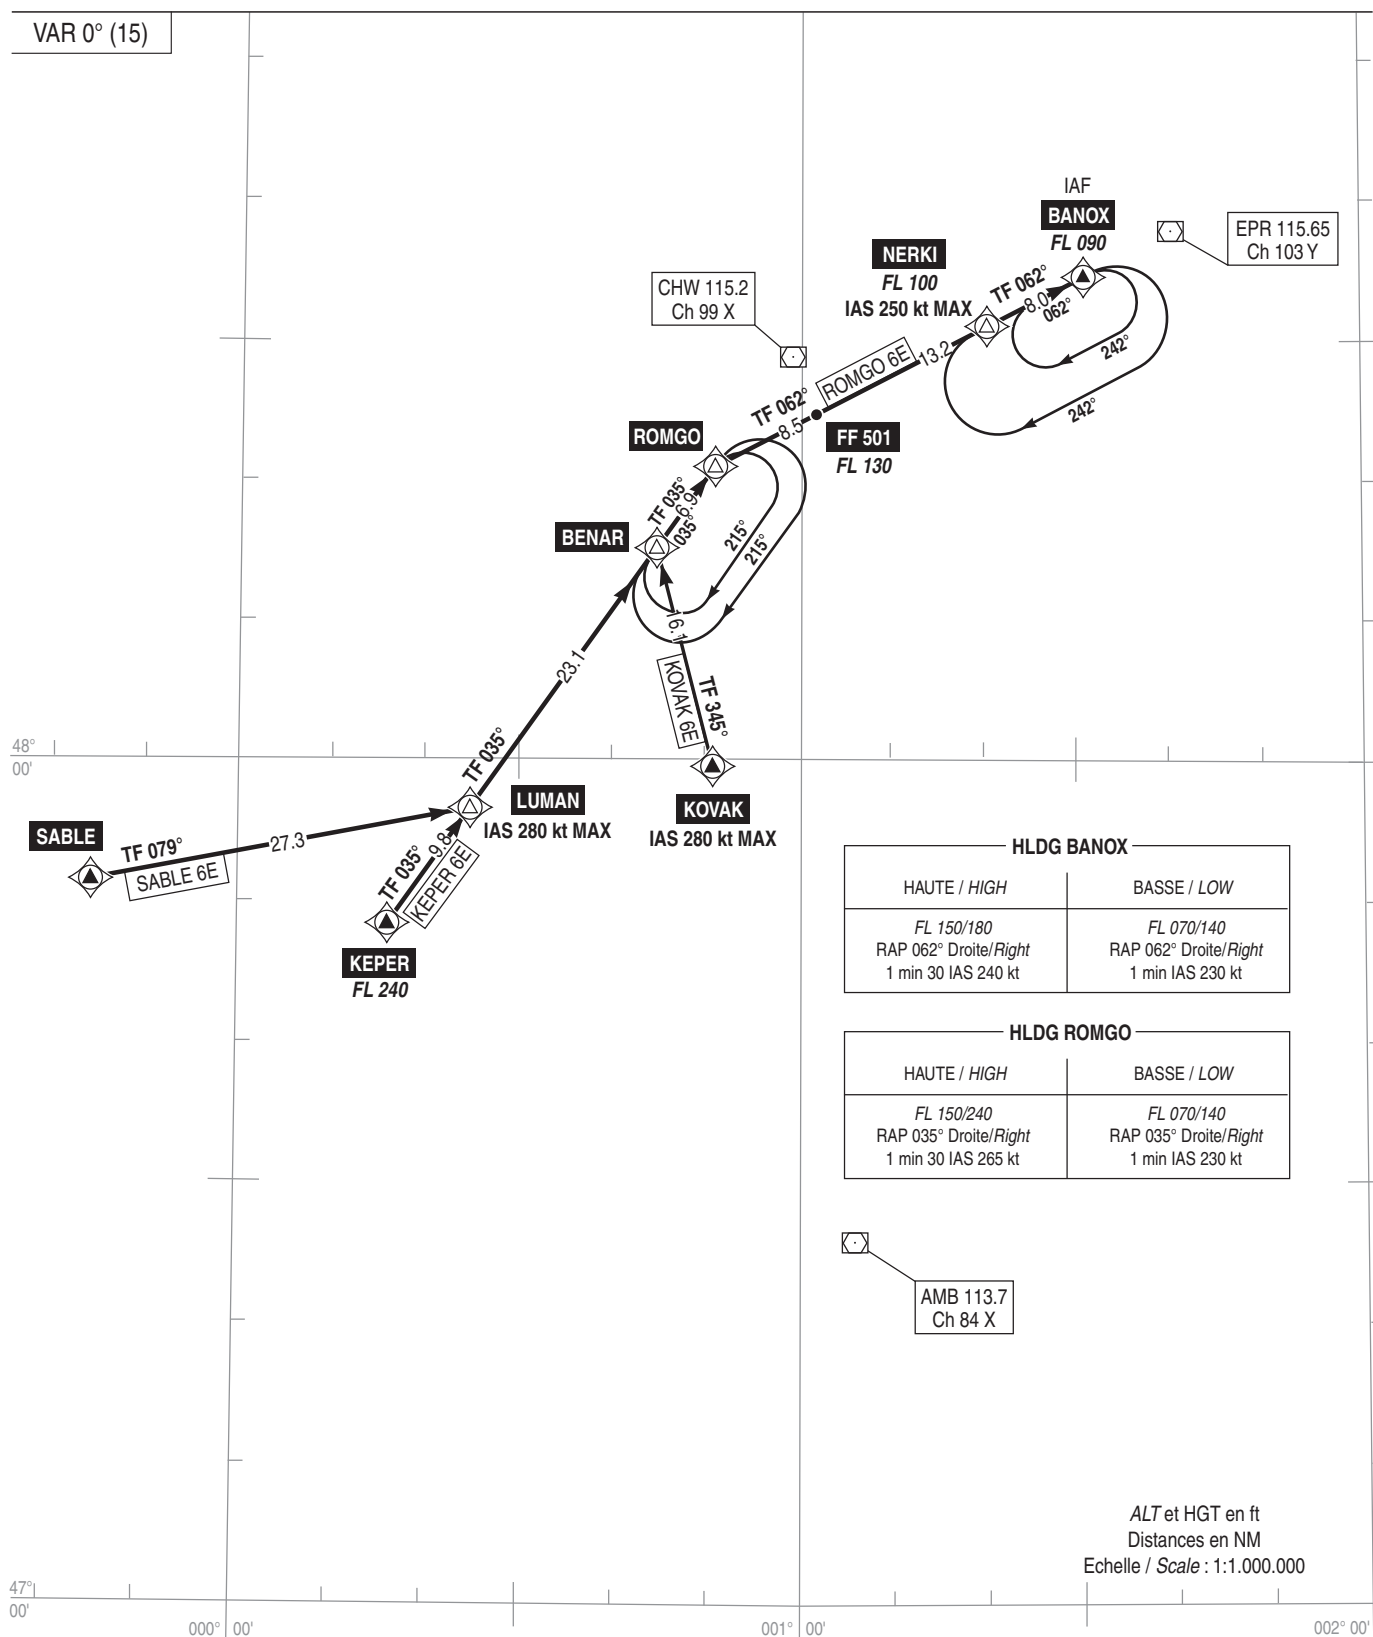 VAR 0° (15)
IAF
BANOX
FL 090
EPR 115.65
Ch 103 Y
NERKI
FL 100
IAS 250 kt MAX
TF 062°
8.0
062°
242°
242°
CHW 115.2
Ch 99 X
ROMGO 6E
13.2
TF 062°
8.5
FF 501
FL 130
ROMGO
TF 035°
6.9
035°
215°
215°
BENAR
16.1
KOVAK 6E
TF 345°
23.1
48°
00'
TF 035°
LUMAN
IAS 280 kt MAX
KOVAK
IAS 280 kt MAX
SABLE
TF 079°
27.3
SABLE 6E
TF 035°
9.8
KEPER 6E
KEPER
FL 240
HLDG BANOX
HAUTE / HIGH
BASSE / LOW
FL 150/180
RAP 062° Droite/Right
1 min 30 IAS 240 kt
FL 070/140
RAP 062° Droite/Right
1 min IAS 230 kt
HLDG ROMGO
HAUTE / HIGH
BASSE / LOW
FL 150/240
RAP 035° Droite/Right
1 min 30 IAS 265 kt
FL 070/140
RAP 035° Droite/Right
1 min IAS 230 kt
AMB 113.7
Ch 84 X
ALT et HGT en ft
Distances en NM
Echelle / Scale : 1:1.000.000
47°
00'
000° 00'
001° 00'
002° 00'